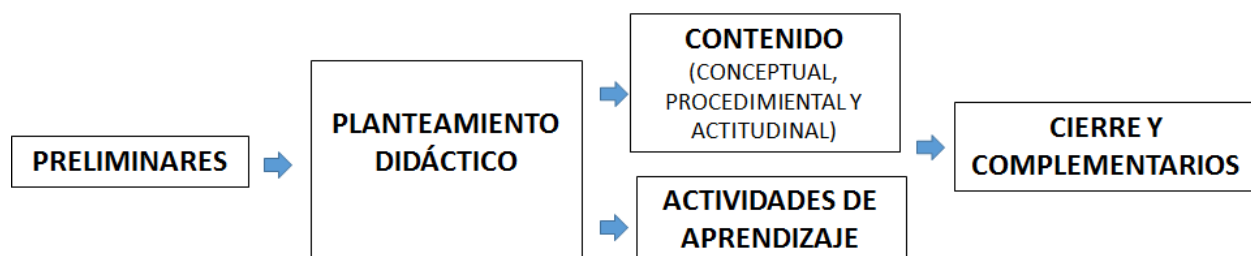 PRELIMINARES
PLANTEAMIENTO
DIDÁCTICO
CONTENIDO
(CONCEPTUAL,
PROCEDIMIENTAL Y
ACTITUDINAL)
ACTIVIDADES DE
APRENDIZAJE
CIERRE Y
COMPLEMENTARIOS